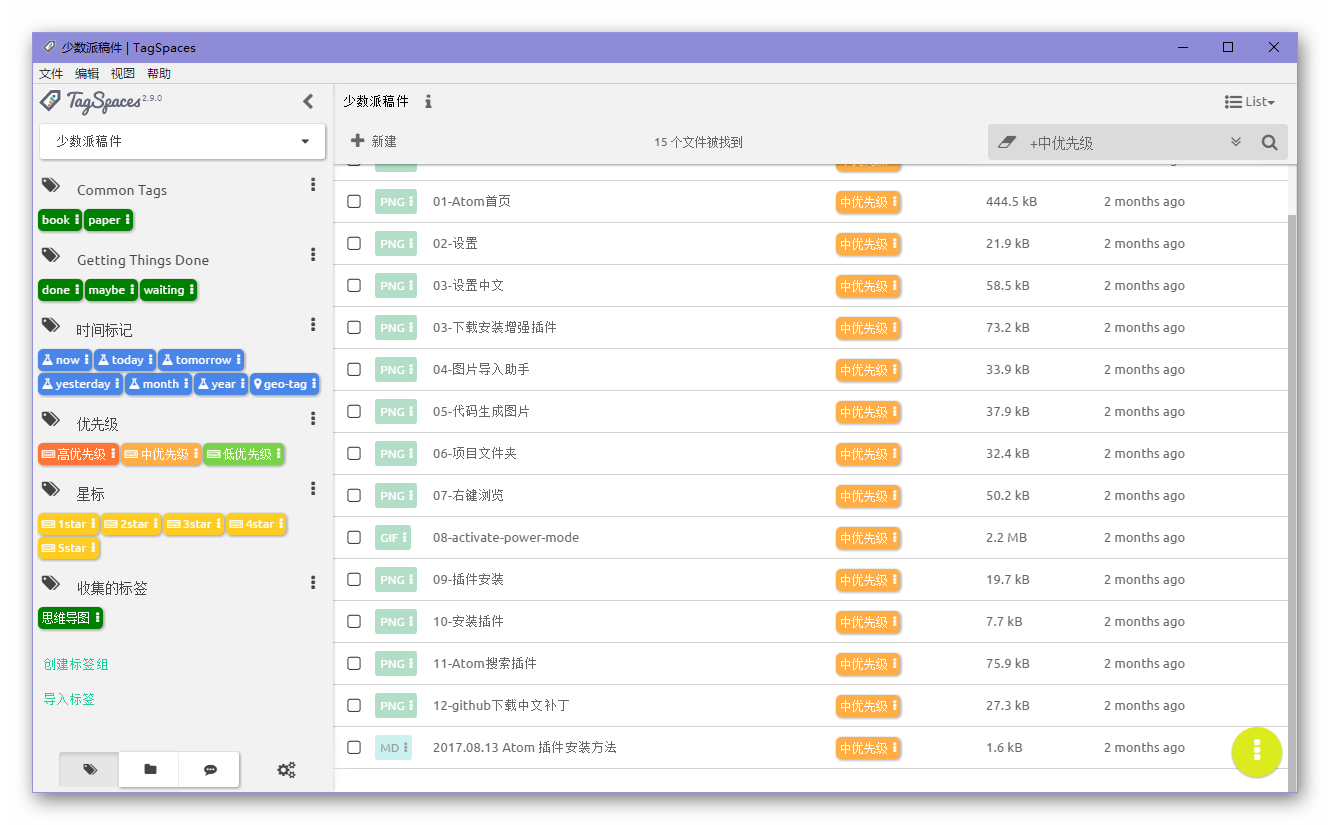 少数派稿件 | TagSpaces
文件 编辑 视图 帮助
TagSpaces 2.9.0
少数派稿件
Common Tags
book paper
Getting Things Done
done maybe waiting
时间标记
now today tomorrow
yesterday month year geo-tag
优先级
高优先级 中优先级 低优先级
星标
1star 2star 3star 4star
5star
收集的标签
思维导图
创建标签组
导入标签
少数派稿件 List
新建 15 个文件被找到 +中优先级
PNG 01-Atom首页 中优先级 444.5 kB 2 months ago
PNG 02-设置 中优先级 21.9 kB 2 months ago
PNG 03-设置中文 中优先级 58.5 kB 2 months ago
PNG 03-下载安装增强插件 中优先级 73.2 kB 2 months ago
PNG 04-图片导入助手 中优先级 33.9 kB 2 months ago
PNG 05-代码生成图片 中优先级 37.9 kB 2 months ago
PNG 06-项目文件夹 中优先级 32.4 kB 2 months ago
PNG 07-右键浏览 中优先级 50.2 kB 2 months ago
GIF 08-activate-power-mode 中优先级 2.2 MB 2 months ago
PNG 09-插件安装 中优先级 19.7 kB 2 months ago
PNG 10-安装插件 中优先级 7.7 kB 2 months ago
PNG 11-Atom搜索插件 中优先级 75.9 kB 2 months ago
PNG 12-github下载中文补丁 中优先级 27.3 kB 2 months ago
MD 2017.08.13 Atom 插件安装方法 中优先级 1.6 kB 2 months ago